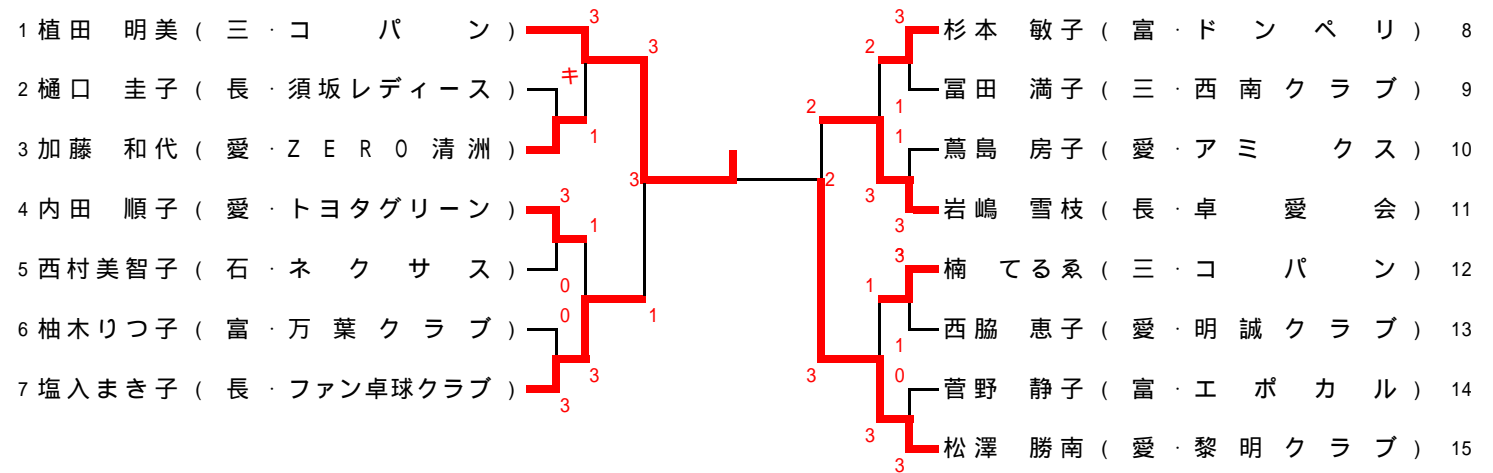 1 植田 明美 ( 三 ・ コパン )
2 樋口 圭子 ( 長 ・ 須坂レディース )
3 加藤 和代 ( 愛 ・ ZERO清洲 )
4 内田 順子 ( 愛 ・ トヨタグリーン )
5 西村美智子 ( 石 ・ ネクサス )
6 柚木りつ子 ( 富 ・ 万葉クラブ )
7 塩入まき子 ( 長 ・ ファン卓球クラブ )
3
キ
1
3
3
1
0
0
3
3
1
3
杉本 敏子 ( 富 ・ ドンペリ ) 8
冨田 満子 ( 三 ・ 西南クラブ ) 9
蔦島 房子 ( 愛 ・ アミクス ) 10
岩嶋 雪枝 ( 長 ・ 卓愛会 ) 11
楠 てるゑ ( 三 ・ コパン ) 12
西脇 恵子 ( 愛 ・ 明誠クラブ ) 13
菅野 静子 ( 富 ・ エポカル ) 14
松澤 勝南 ( 愛 ・ 黎明クラブ ) 15
3
2
1
1
2
3
3
2
3
1
1
0
3
3
3